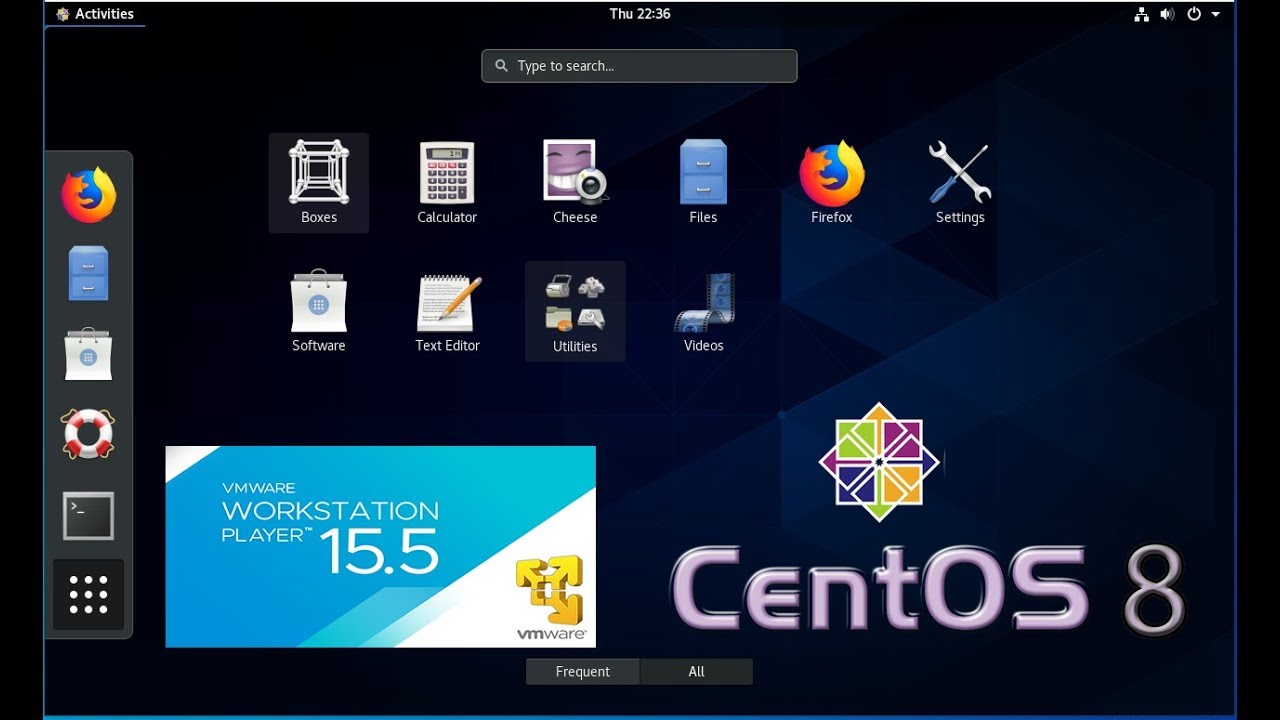 Activities
Thu 22:36
Type to search...
Boxes
Calculator
Cheese
Files
Firefox
Settings
Software
Text Editor
Utilities
Videos
VMWARE
WORKSTATION
PLAYER™ 15.5
vmware®
CentOS 8
Frequent
All